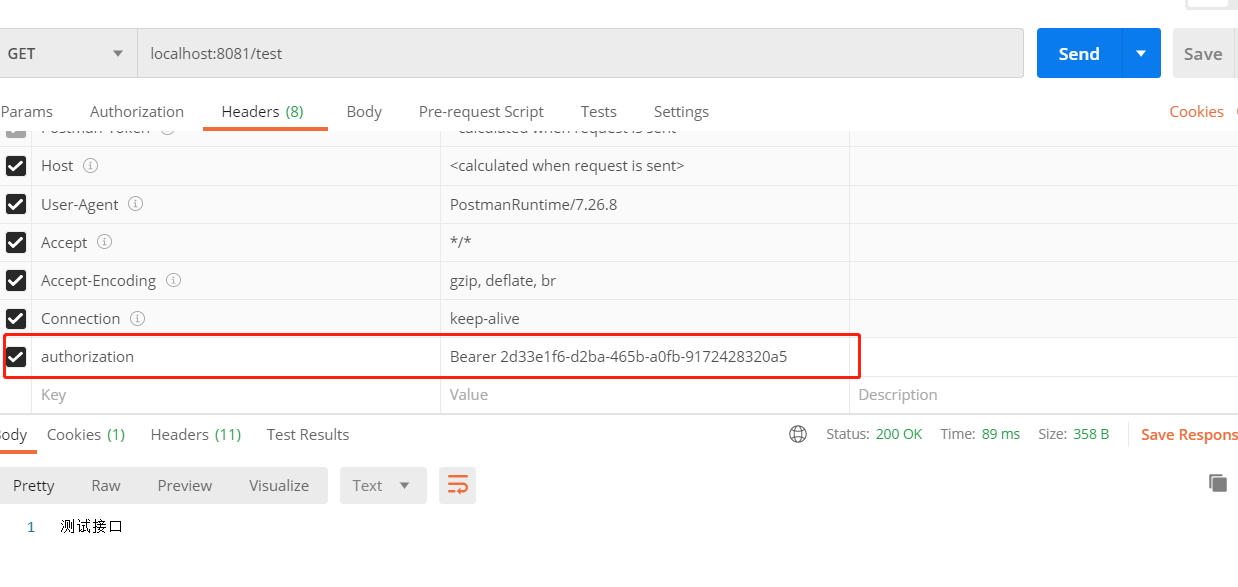 GET localhost:8081/test Send Save
Params Authorization Headers (8) Body Pre-request Script Tests Settings Cookies
Postman-Token <calculated when request is sent>
Host <calculated when request is sent>
User-Agent PostmanRuntime/7.26.8
Accept */*
Accept-Encoding gzip, deflate, br
Connection keep-alive
authorization Bearer 2d33e1f6-d2ba-465b-a0fb-9172428320a5
Key Value Description
ody Cookies (1) Headers (11) Test Results Status: 200 OK Time: 89 ms Size: 358 B Save Respons
Pretty Raw Preview Visualize Text
1 测试接口